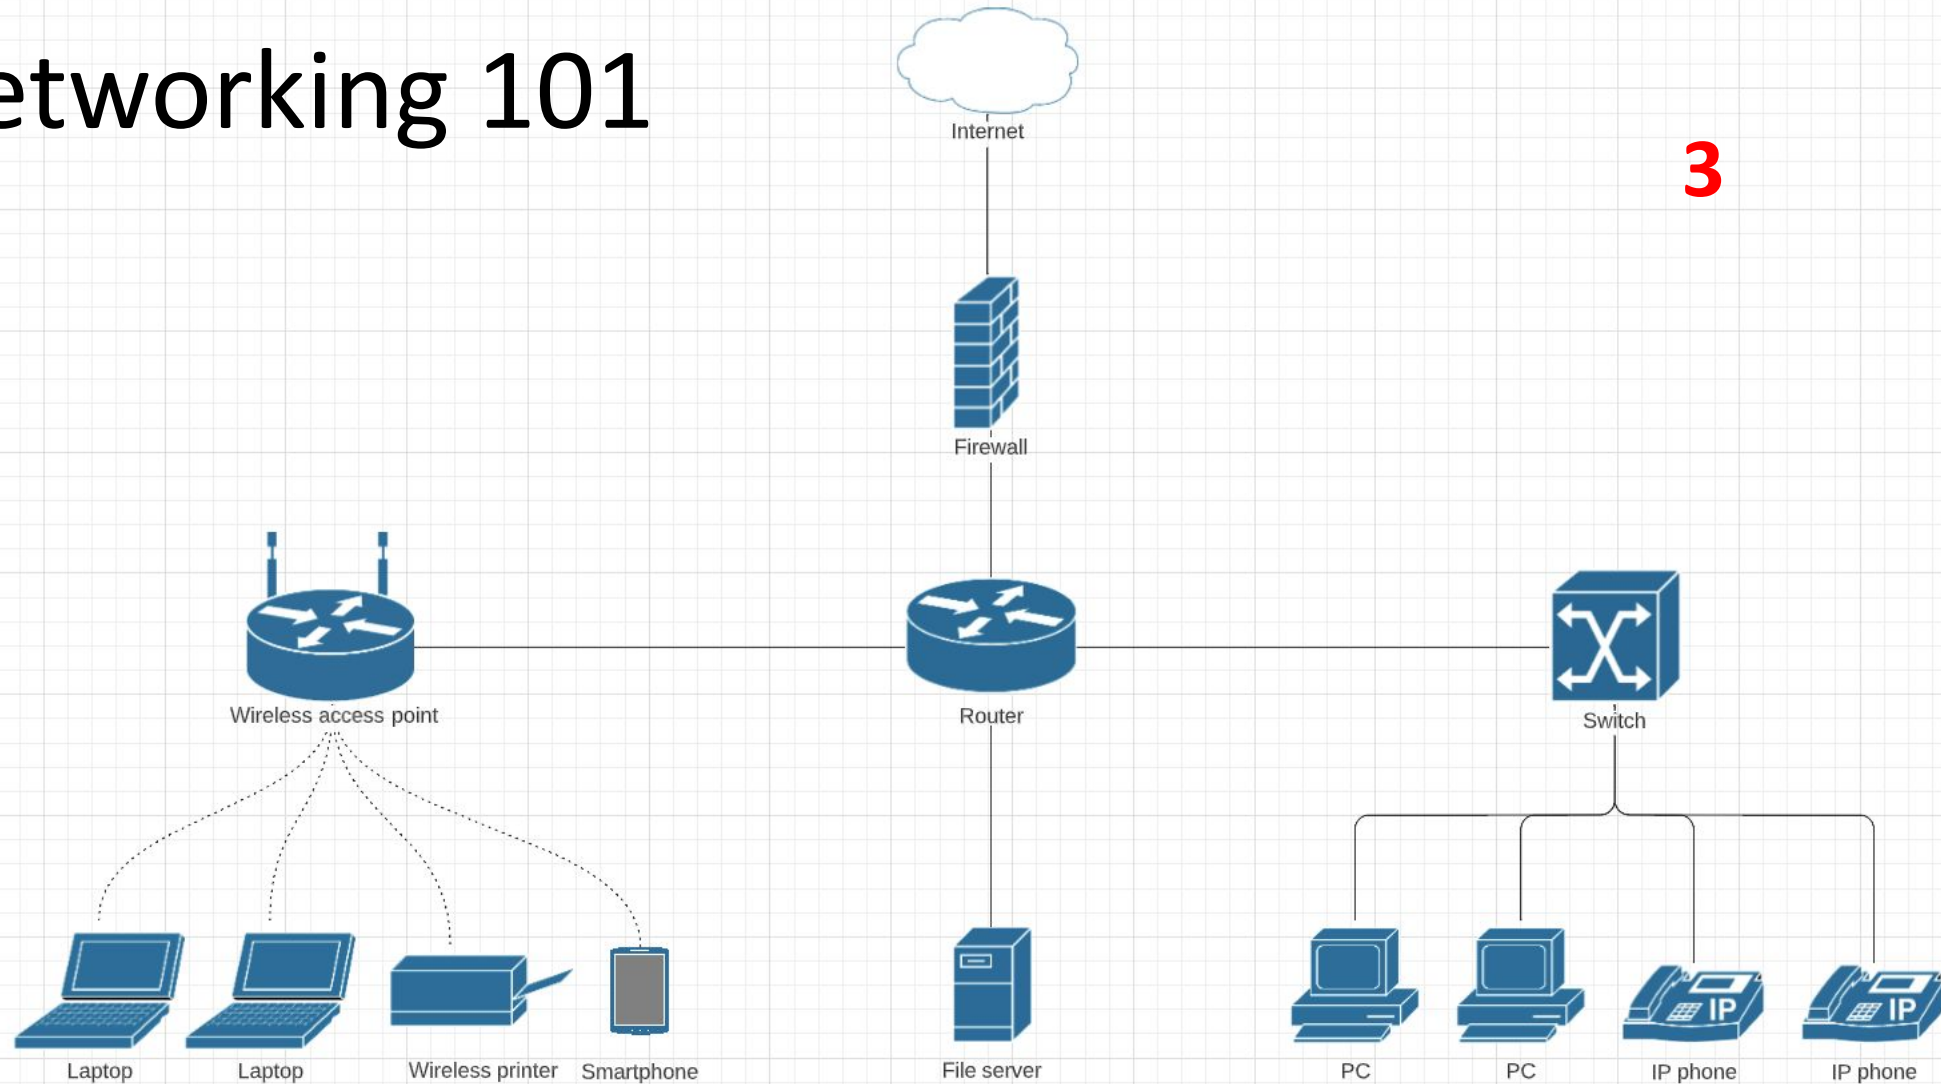 etworking 101
Internet
3
Firewall
Wireless access point
Router
Switch
IP
IP
Laptop
Laptop
Wireless printer
Smartphone
File server
PC
PC
IP phone
IP phone